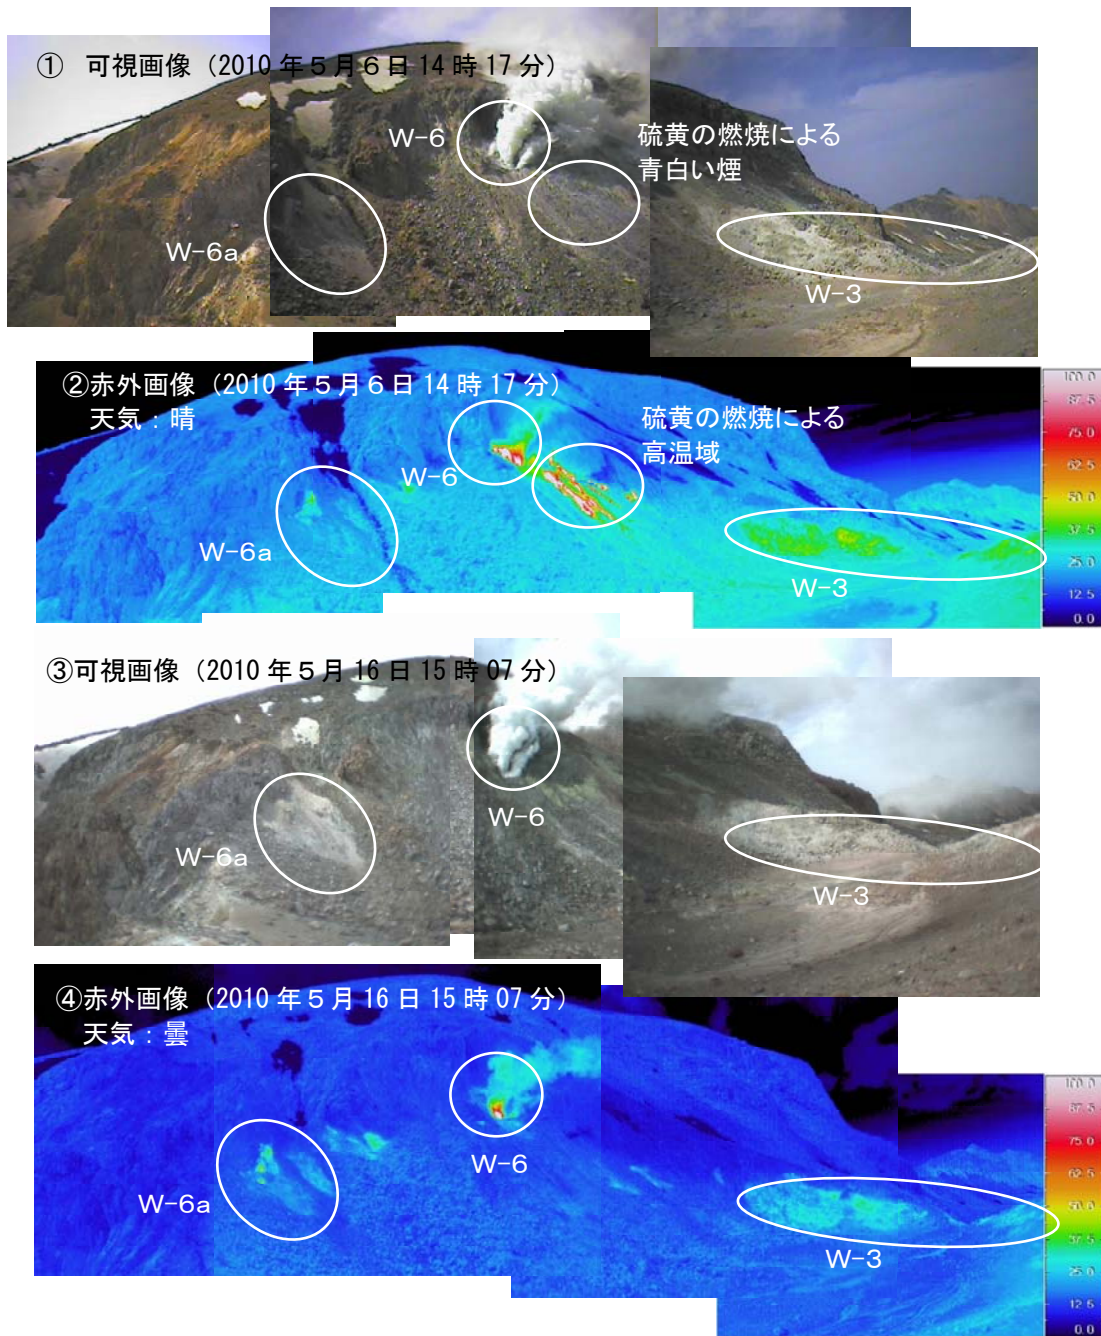 ① 可視画像（2010年5月6日14時17分）
W-6
硫黄の燃焼による
青白い煙
W-6a
W-3
②赤外画像（2010年5月6日14時17分）
天気：晴
硫黄の燃焼による
高温域
W-6
W-6a
W-3
100.0
87.5
75.0
62.5
50.0
37.5
25.0
12.5
0.0
③可視画像（2010年5月16日15時07分）
W-6
W-6a
W-3
④赤外画像（2010年5月16日15時07分）
天気：曇
W-6
W-6a
W-3
100.0
87.5
75.0
62.5
50.0
37.5
25.0
12.5
0.0